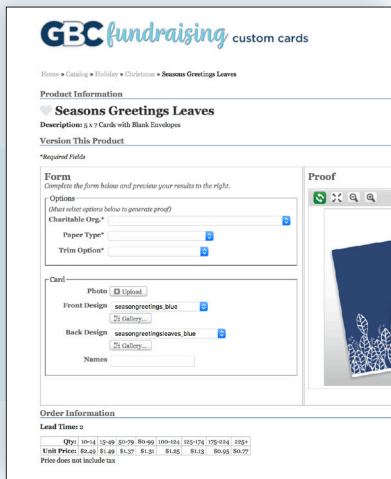 GBC fundraising custom cards
Home » Catalog » Holiday » Christmas » Seasons Greetings Leaves
Product Information
Seasons Greetings Leaves
Description: 5 x 7 Cards with Blank Envelopes
Version This Product
*Required Fields
Form
Complete the form below and preview your results to the right.
Options
(Must select options below to generate proof)
Charitable Org.*
Paper Type*
Trim Option*
Card
Photo Upload
Front Design seasongreetings_blue
Gallery...
Back Design seasongreetingsleaves_blue
Gallery...
Names
Proof
Order Information
Lead Time: 2
Qty: 10-14 15-49 50-79 80-99 100-124 125-174 175-224 225+
Unit Price: $2.49 $1.49 $1.37 $1.31 $1.25 $1.13 $0.95 $0.77
Price does not include tax